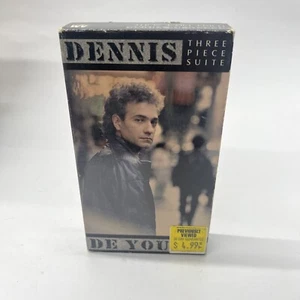 DENNIS
THREE
PIECE
SUITE
DE YOU
PREVIOUSLY
VIEWED
$4.99